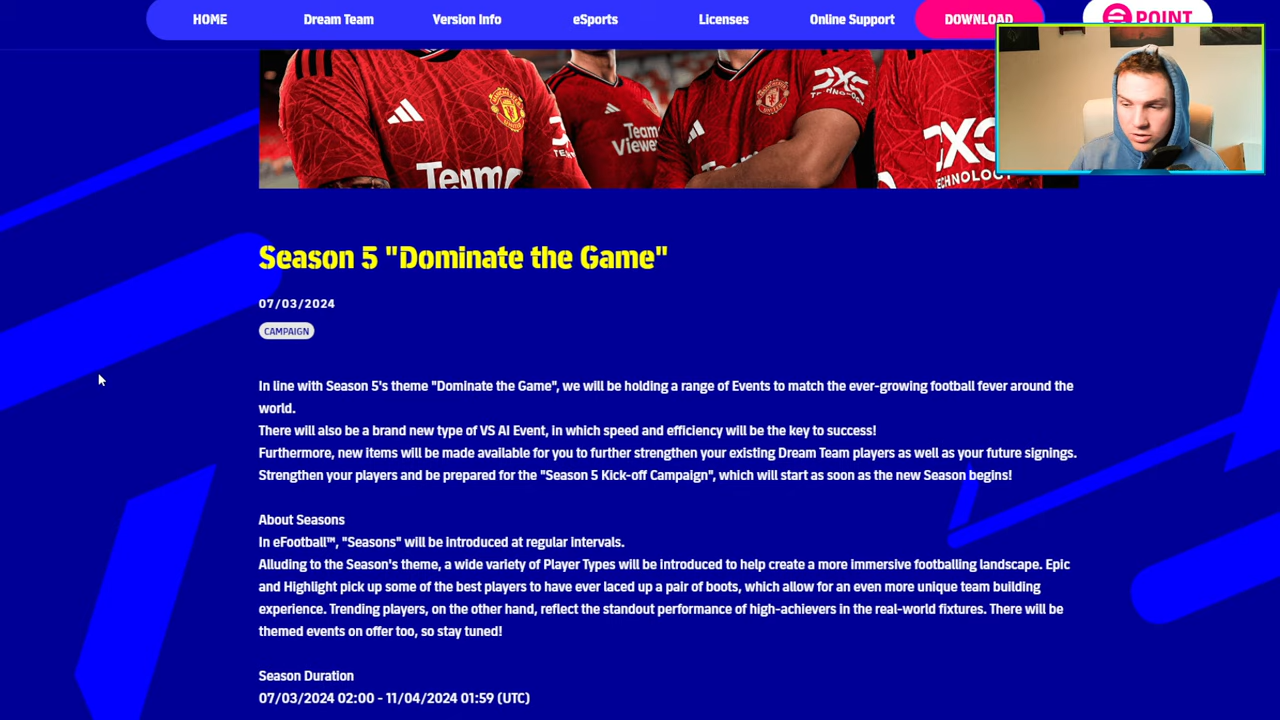 HOME Dream Team Version Info eSports Licenses Online Support DOWNLOAD POINT
Team
Team
Viewer
DXC
TECHNOLOGY
Season 5 "Dominate the Game"
07/03/2024
CAMPAIGN
In line with Season 5's theme "Dominate the Game", we will be holding a range of Events to match the ever-growing football fever around the
world.
There will also be a brand new type of VS AI Event, in which speed and efficiency will be the key to success!
Furthermore, new items will be made available for you to further strengthen your existing Dream Team players as well as your future signings.
Strengthen your players and be prepared for the "Season 5 Kick-off Campaign", which will start as soon as the new Season begins!
About Seasons
In eFootball™, "Seasons" will be introduced at regular intervals.
Alluding to the Season's theme, a wide variety of Player Types will be introduced to help create a more immersive footballing landscape. Epic
and Highlight pick up some of the best players to have ever laced up a pair of boots, which allow for an even more unique team building
experience. Trending players, on the other hand, reflect the standout performance of high-achievers in the real-world fixtures. There will be
themed events on offer too, so stay tuned!
Season Duration
07/03/2024 02:00 - 11/04/2024 01:59 (UTC)